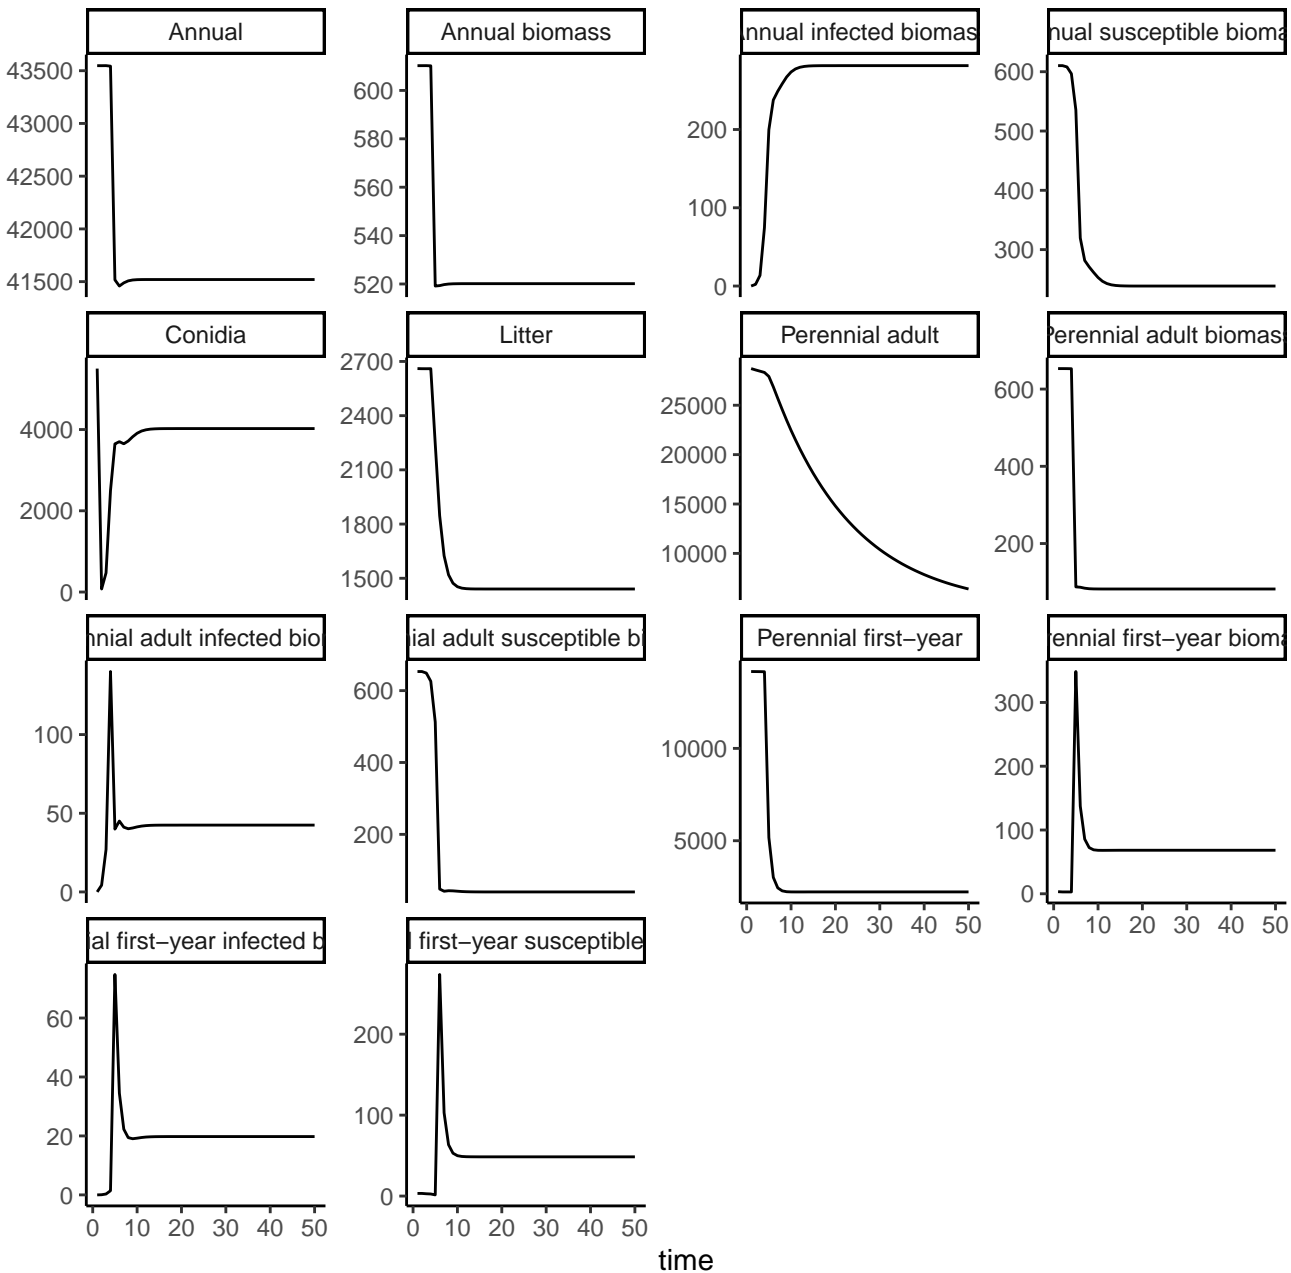 Annual
Annual biomass
Annual infected biomas
nual susceptible bioma
43500
43000
42500
42000
41500
600
580
560
540
520
200
100
0
600
500
400
300
Conidia
Litter
Perennial adult
Perennial adult biomas
4000
2000
0
2700
2400
2100
1800
1500
25000
20000
15000
10000
600
400
200
nnial adult infected bio
ial adult susceptible bi
Perennial first−year
rennial first−year bioma
100
50
0
600
400
200
10000
5000
0 10 20 30 40 50
300
200
100
0
0 10 20 30 40 50
ial first−year infected b
l first−year susceptible
60
40
20
0
0 10 20 30 40 50
200
100
0
0 10 20 30 40 50
time